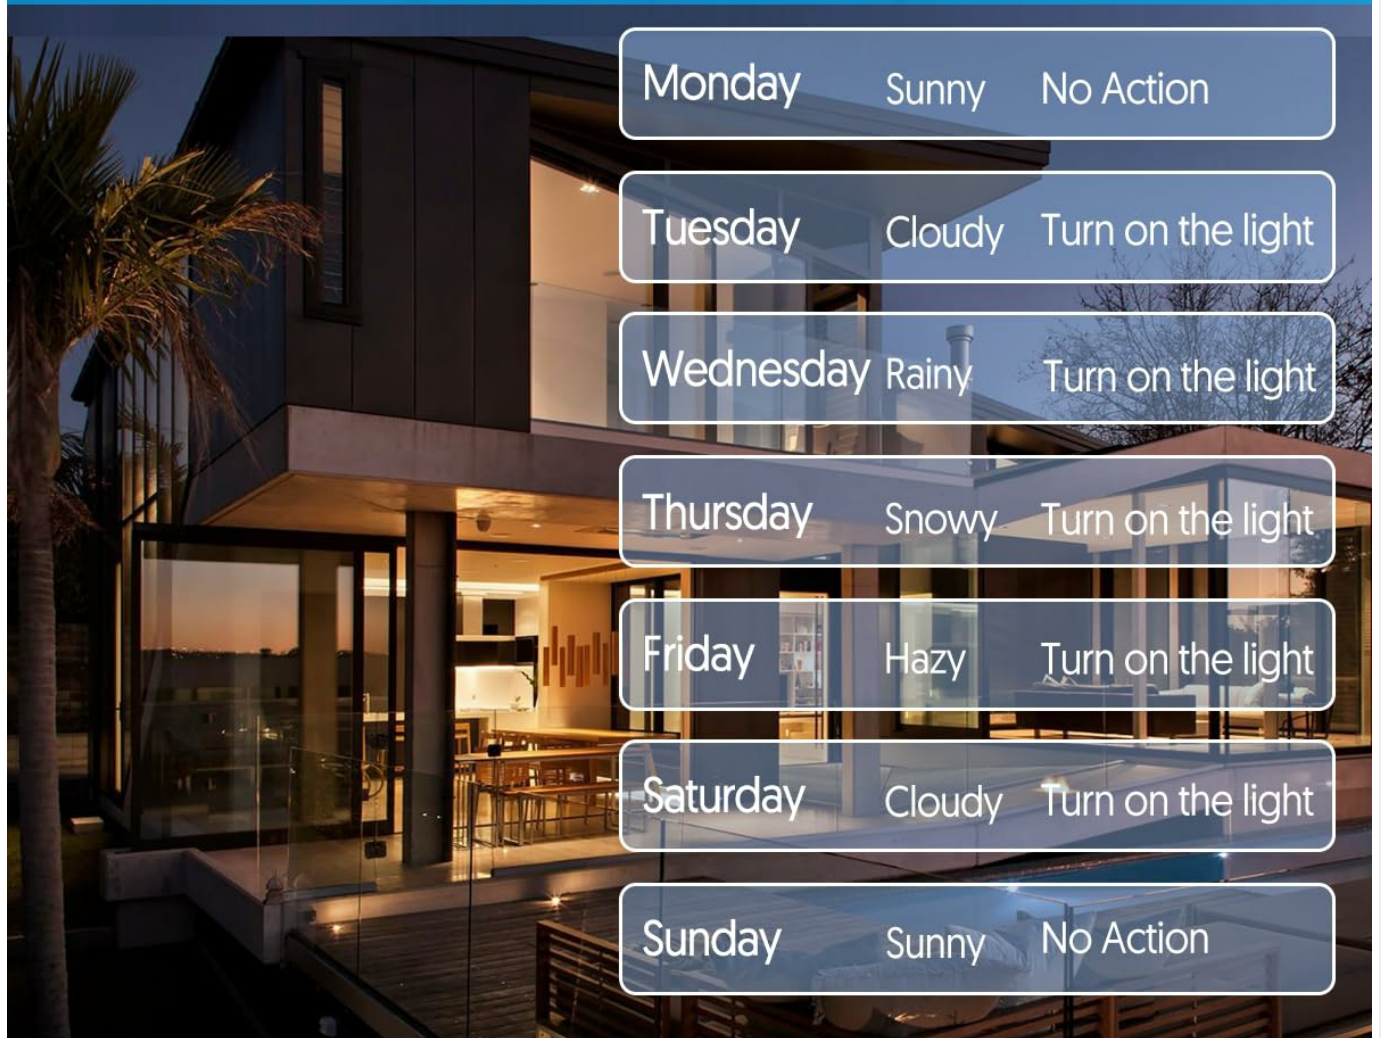 Monday Sunny No Action
Tuesday Cloudy Turn on the light
Wednesday Rainy Turn on the light
Thursday Snowy Turn on the light
Friday Hazy Turn on the light
Saturday Cloudy Turn on the light
Sunday Sunny No Action